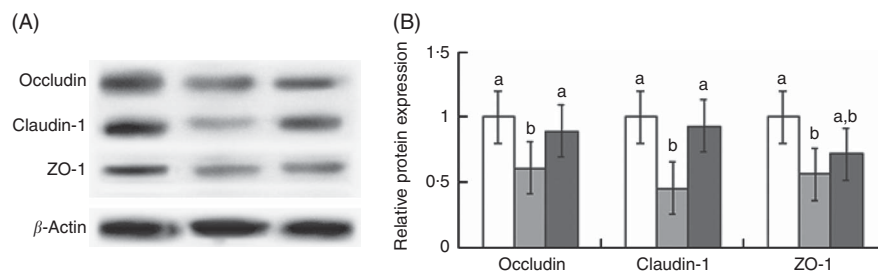 (A)
Occludin
Claudin-1
ZO-1
β-Actin
(B)
Relative protein expression
1·5
1
0·5
0
a
b
a
a
b
a
a
b
a,b
Occludin
Claudin-1
ZO-1